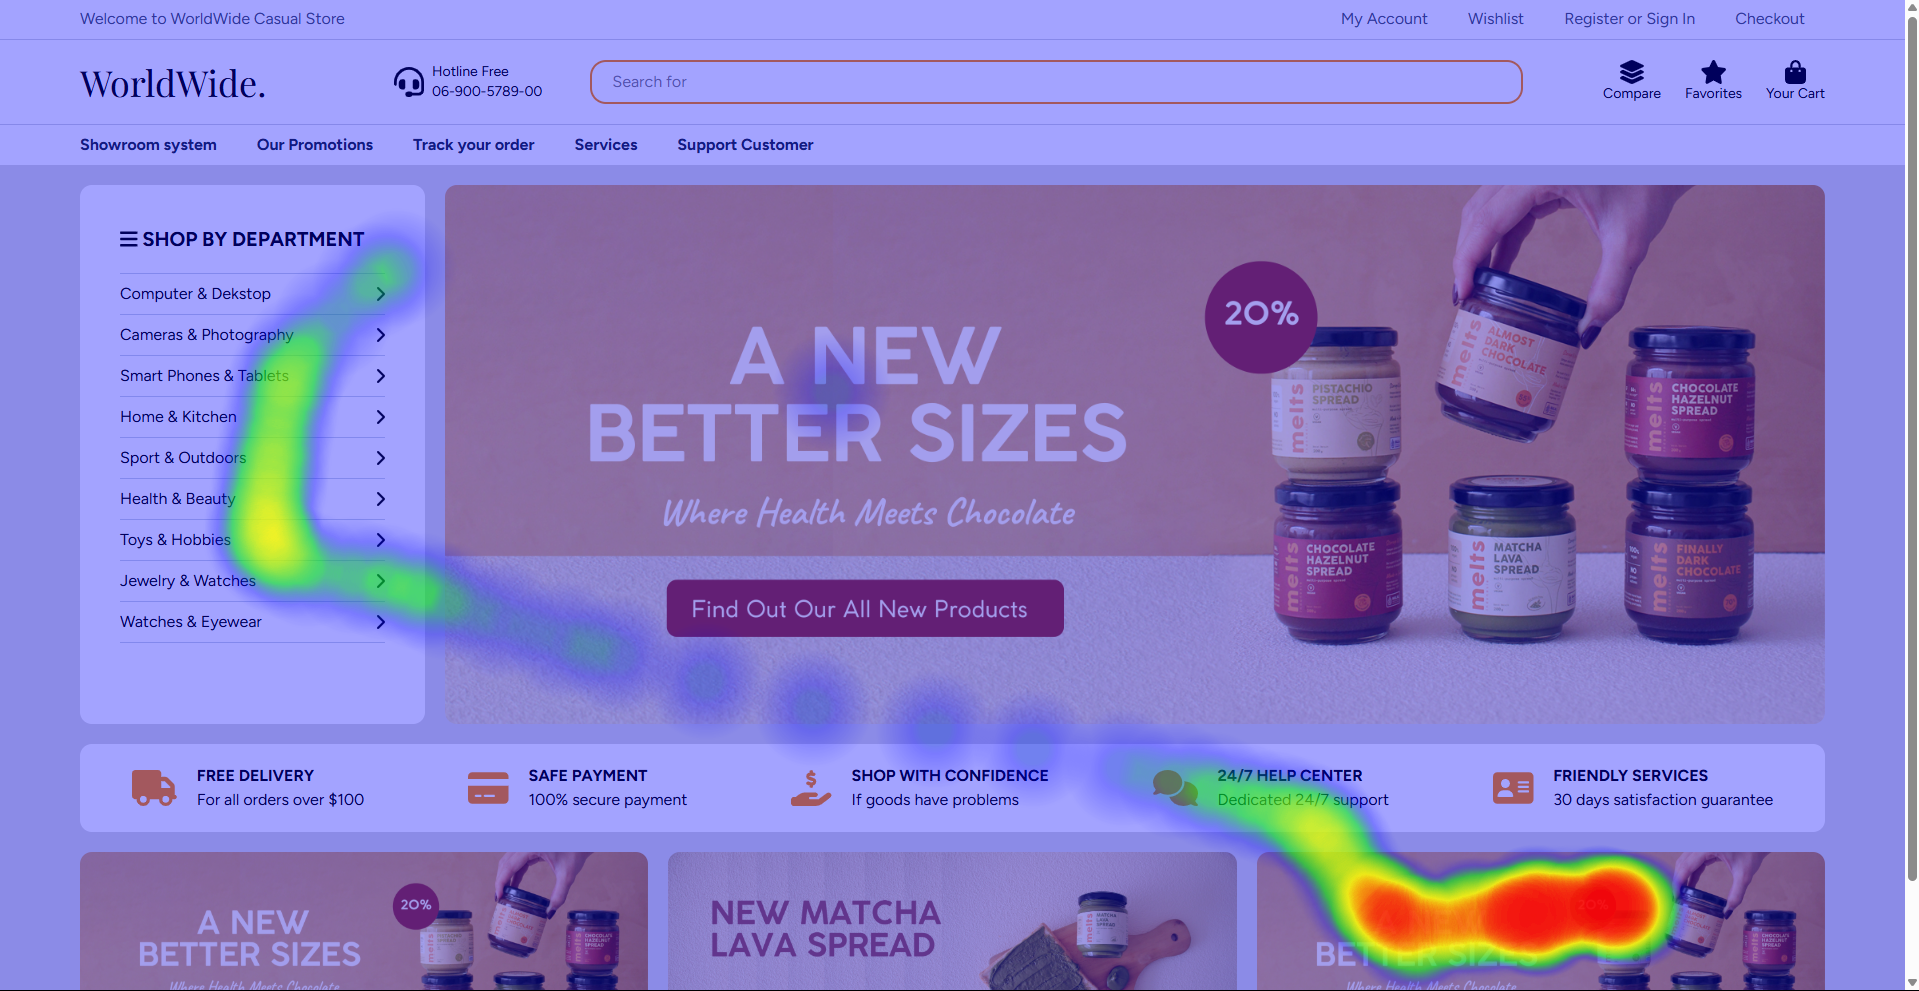 Welcome to WorldWide Casual Store
My Account
Wishlist
Register or Sign In
Checkout
WorldWide.
Hotline Free
06-900-5789-00
Search for
Compare
Favorites
Your Cart
Showroom system
Our Promotions
Track your order
Services
Support Customer
SHOP BY DEPARTMENT
Computer & Dekstop
Cameras & Photography
Smart Phones & Tablets
Home & Kitchen
Sport & Outdoors
Health & Beauty
Toys & Hobbies
Jewelry & Watches
Watches & Eyewear
A NEW
BETTER SIZES
Where Health Meets Chocolate
Find Out Our All New Products
20%
melts
ALMOST
DARK
CHOCOLATE
melts
PISTACHIO
SPREAD
melts
CHOCOLATE
HAZELNUT
SPREAD
melts
CHOCOLATE
HAZELNUT
SPREAD
melts
MATCHA
LAVA
SPREAD
melts
FINALLY
DARK
CHOCOLATE
FREE DELIVERY
For all orders over $100
SAFE PAYMENT
100% secure payment
SHOP WITH CONFIDENCE
If goods have problems
24/7 HELP CENTER
Dedicated 24/7 support
FRIENDLY SERVICES
30 days satisfaction guarantee
A NEW
BETTER SIZES
Where Health Meets Chocolate
20%
NEW MATCHA
LAVA SPREAD
BETTER SIZES
Where Health Meets Chocolate
20%